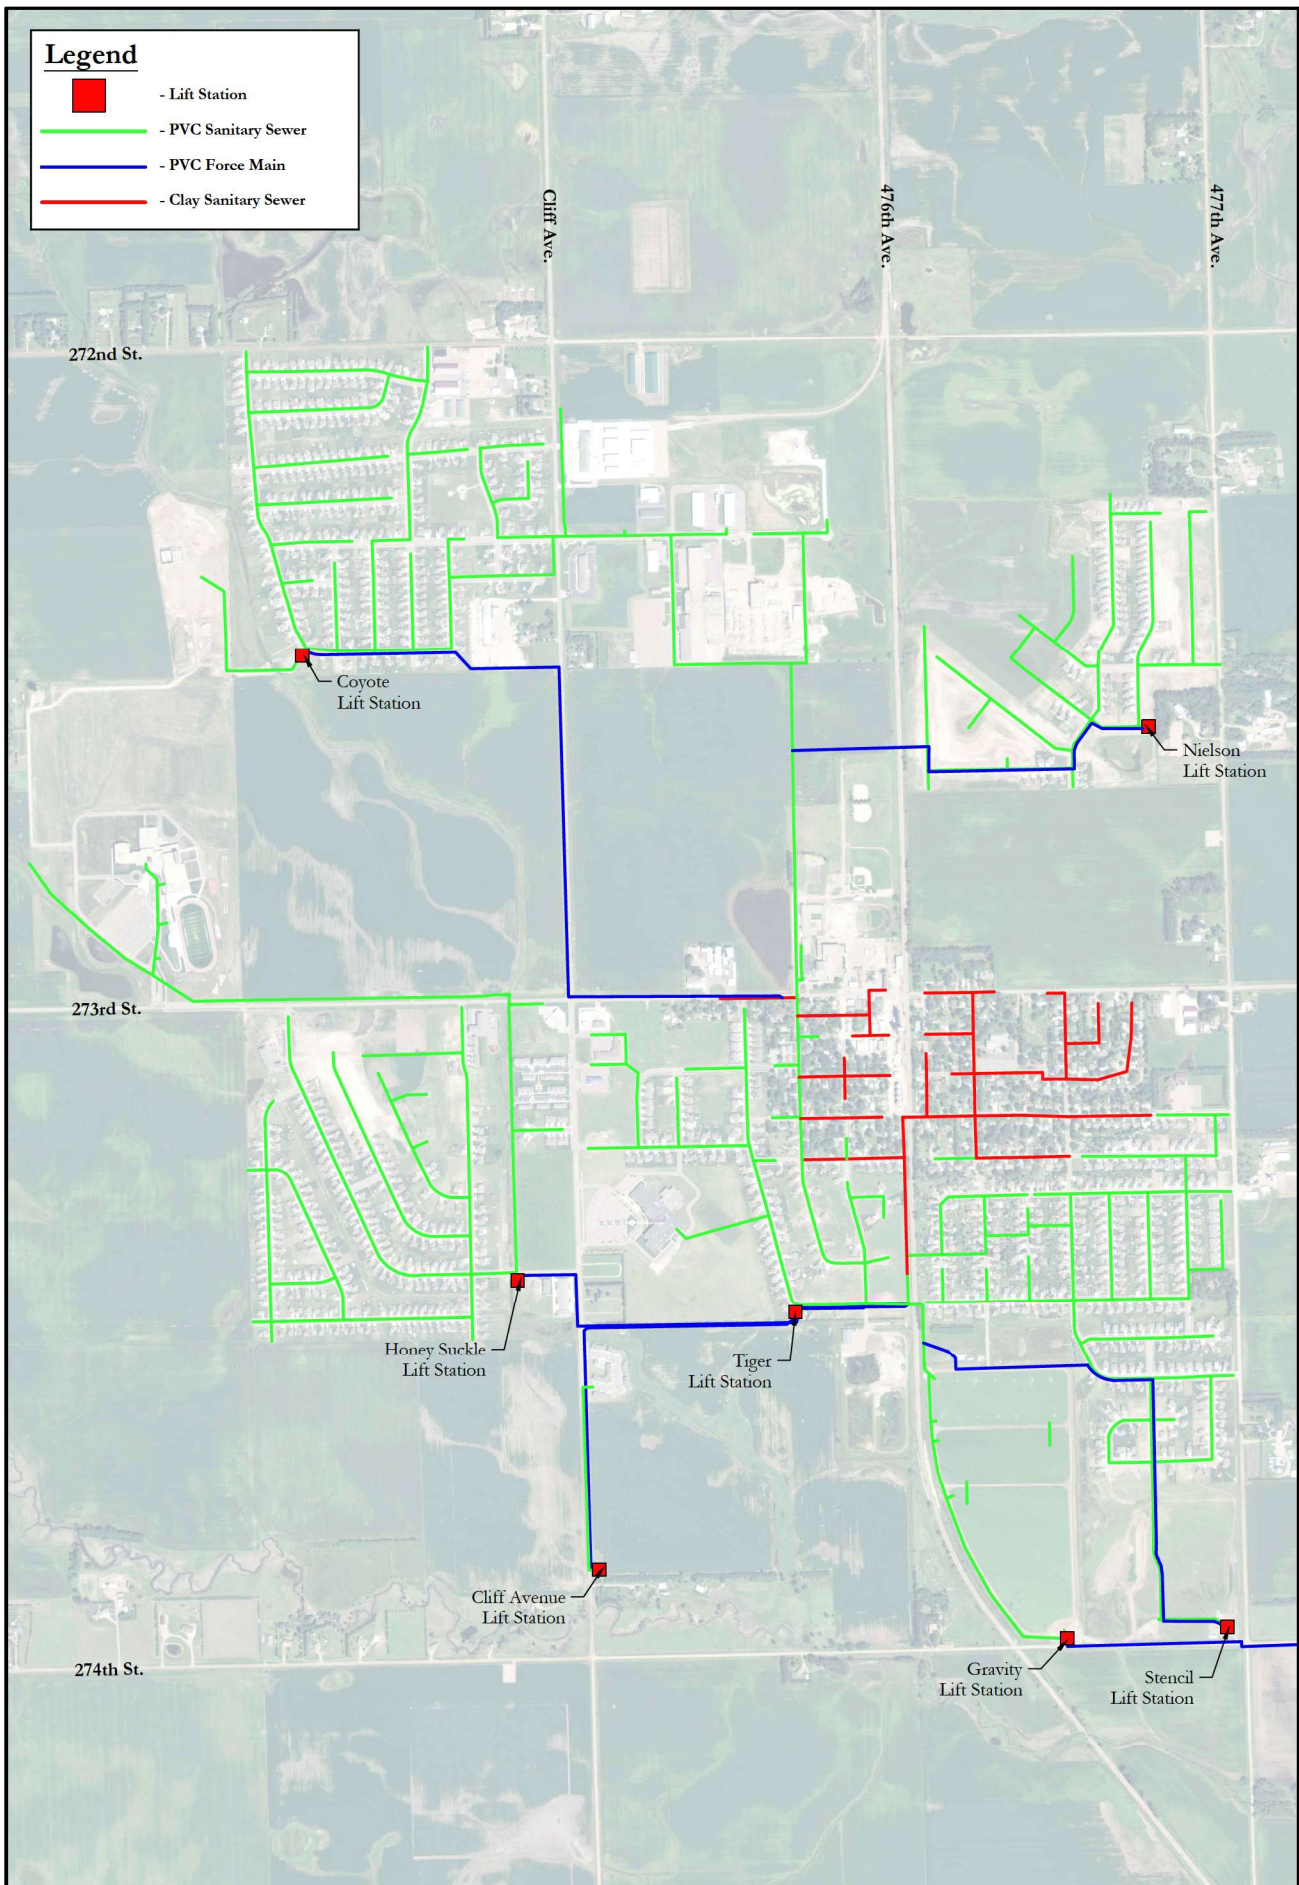 Legend
- Lift Station
- PVC Sanitary Sewer
- PVC Force Main
- Clay Sanitary Sewer
Cliff Ave.
476th Ave.
477th Ave.
272nd St.
Coyote
Lift Station
Nielson
Lift Station
273rd St.
Honey Suckle
Lift Station
Tiger
Lift Station
Cliff Avenue
Lift Station
274th St.
Gravity
Lift Station
Stencil
Lift Station